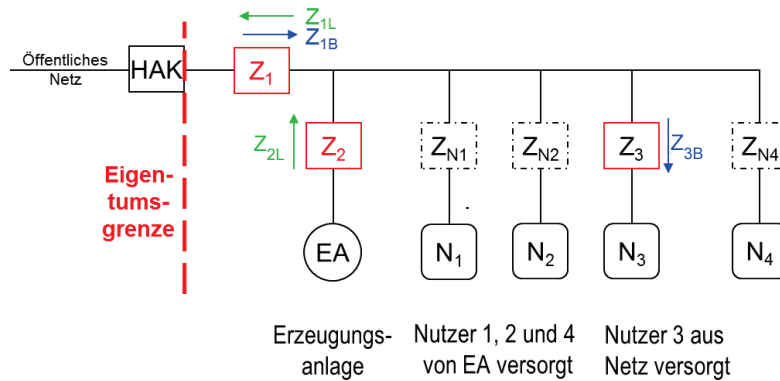 Z1L
Z1B
Öffentliches
Netz
HAK
Z1
Z2L
Z2
ZN1
ZN2
Z3
Z3B
ZN4
Eigen-
tums-
grenze
EA
N1
N2
N3
N4
Erzeugungs-
anlage
Nutzer 1, 2 und 4
von EA versorgt
Nutzer 3 aus
Netz versorgt